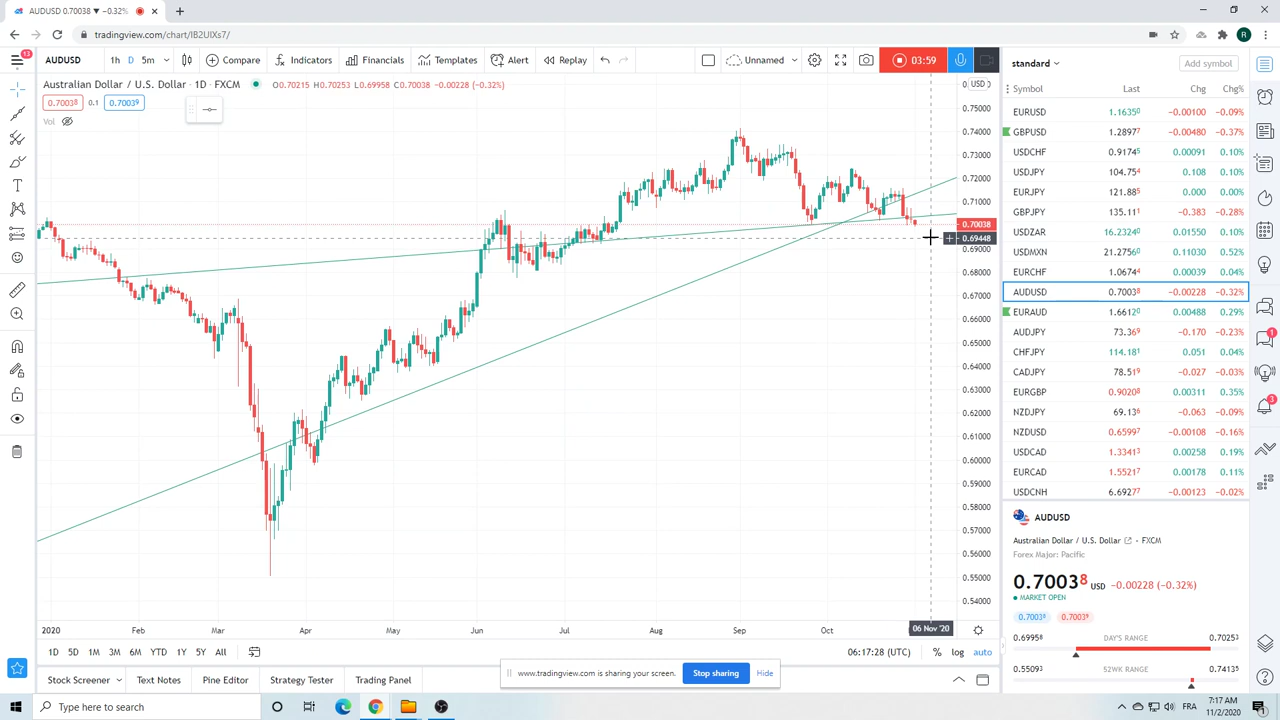 AUDUSD 0.70038 ▼ −0.32%
tradingview.com/chart/IB2UIXs7/
R
13
AUDUSD
1h D 5m
Compare
Indicators
Financials
Templates
Alert
Replay
Unnamed
03:59
Australian Dollar / U.S. Dollar · 1D · FXCM
H0.70253 L0.69958 C0.70038 −0.00228 (−0.32%)
0.70038 0.1 0.70039
Vol
USD
0.75000
0.74000
0.73000
0.72000
0.71000
0.70038
0.69448
0.69000
0.68000
0.67000
0.66000
0.65000
0.64000
0.63000
0.62000
0.61000
0.60000
0.59000
0.58000
0.57000
0.56000
0.55000
0.54000
2020 Feb Mar Apr May Jun Jul Aug Sep Oct 06 Nov '20
1D 5D 1M 3M 6M YTD 1Y 5Y All
06:17:28 (UTC) % log auto
Stock Screener Text Notes Pine Editor Strategy Tester Trading Panel
www.tradingview.com is sharing your screen. Stop sharing Hide
standard
Add symbol
Symbol Last Chg Chg%
EURUSD 1.16350 −0.00100 −0.09%
GBPUSD 1.28977 −0.00480 −0.37%
USDCHF 0.91745 0.00091 0.10%
USDJPY 104.754 0.108 0.10%
EURJPY 121.885 0.000 0.00%
GBPJPY 135.111 −0.383 −0.28%
USDZAR 16.23240 0.01550 0.10%
USDMXN 21.27560 0.11030 0.52%
EURCHF 1.06744 0.00039 0.04%
AUDUSD 0.70038 −0.00228 −0.32%
EURAUD 1.66120 0.00488 0.29%
AUDJPY 73.369 −0.170 −0.23%
CHFJPY 114.181 0.051 0.04%
CADJPY 78.519 −0.027 −0.03%
EURGBP 0.90208 0.00311 0.35%
NZDJPY 69.136 −0.063 −0.09%
NZDUSD 0.65997 −0.00108 −0.16%
USDCAD 1.33413 0.00258 0.19%
EURCAD 1.55217 0.00178 0.11%
USDCNH 6.69277 −0.00123 −0.02%
AUDUSD
Australian Dollar / U.S. Dollar · FXCM
Forex Major: Pacific
0.70038 USD −0.00228 (−0.32%)
MARKET OPEN
0.70038 0.70039
0.69958 DAY'S RANGE 0.70253
0.55093 52WK RANGE 0.74139
1
3
Type here to search
FRA
7:17 AM
11/2/2020
1